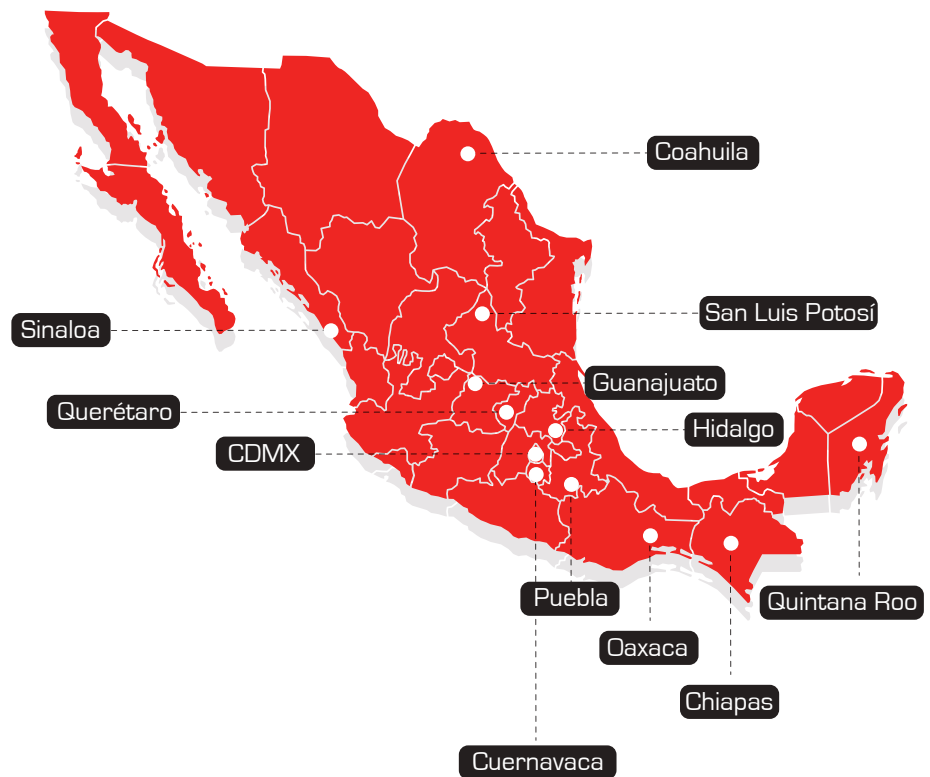 Coahuila
San Luis Potosí
Sinaloa
Guanajuato
Querétaro
Hidalgo
CDMX
Puebla
Quintana Roo
Oaxaca
Chiapas
Cuernavaca